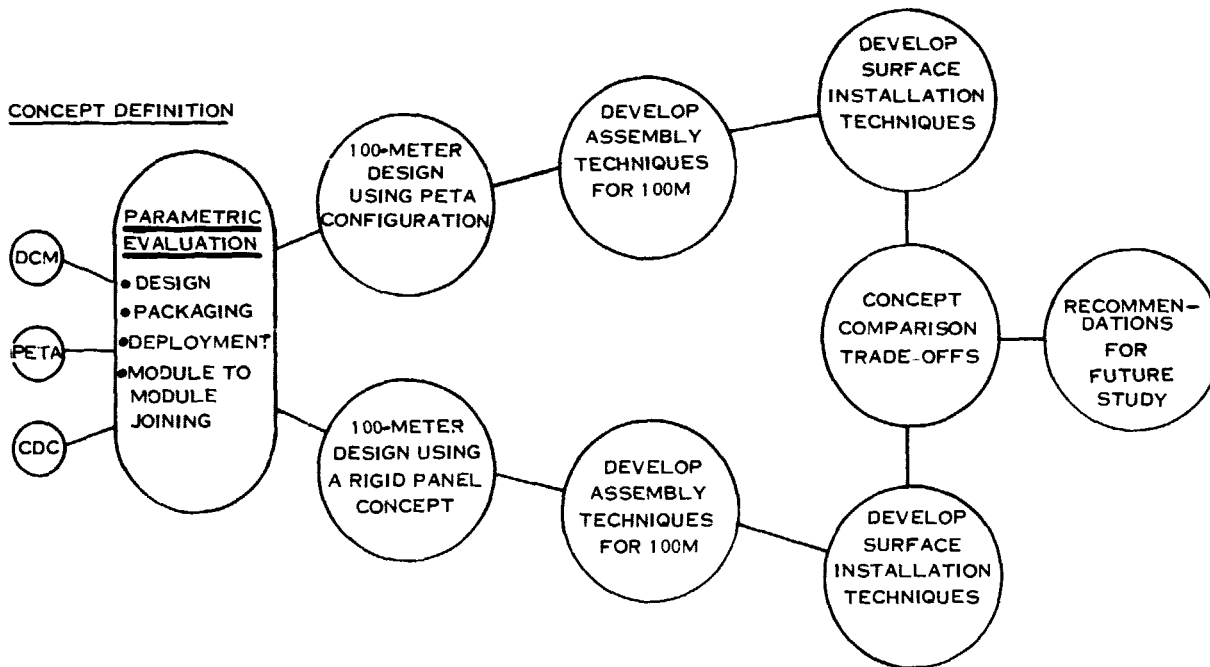 CONCEPT DEFINITION
DCM
PETA
CDC
PARAMETRIC
EVALUATION
• DESIGN
• PACKAGING
• DEPLOYMENT
• MODULE TO
MODULE
JOINING
100-METER
DESIGN
USING PETA
CONFIGURATION
DEVELOP
ASSEMBLY
TECHNIQUES
FOR 100M
DEVELOP
SURFACE
INSTALLATION
TECHNIQUES
100-METER
DESIGN USING
A RIGID PANEL
CONCEPT
DEVELOP
ASSEMBLY
TECHNIQUES
FOR 100M
DEVELOP
SURFACE
INSTALLATION
TECHNIQUES
CONCEPT
COMPARISON
TRADE-OFFS
RECOMMEN-
DATIONS
FOR
FUTURE
STUDY